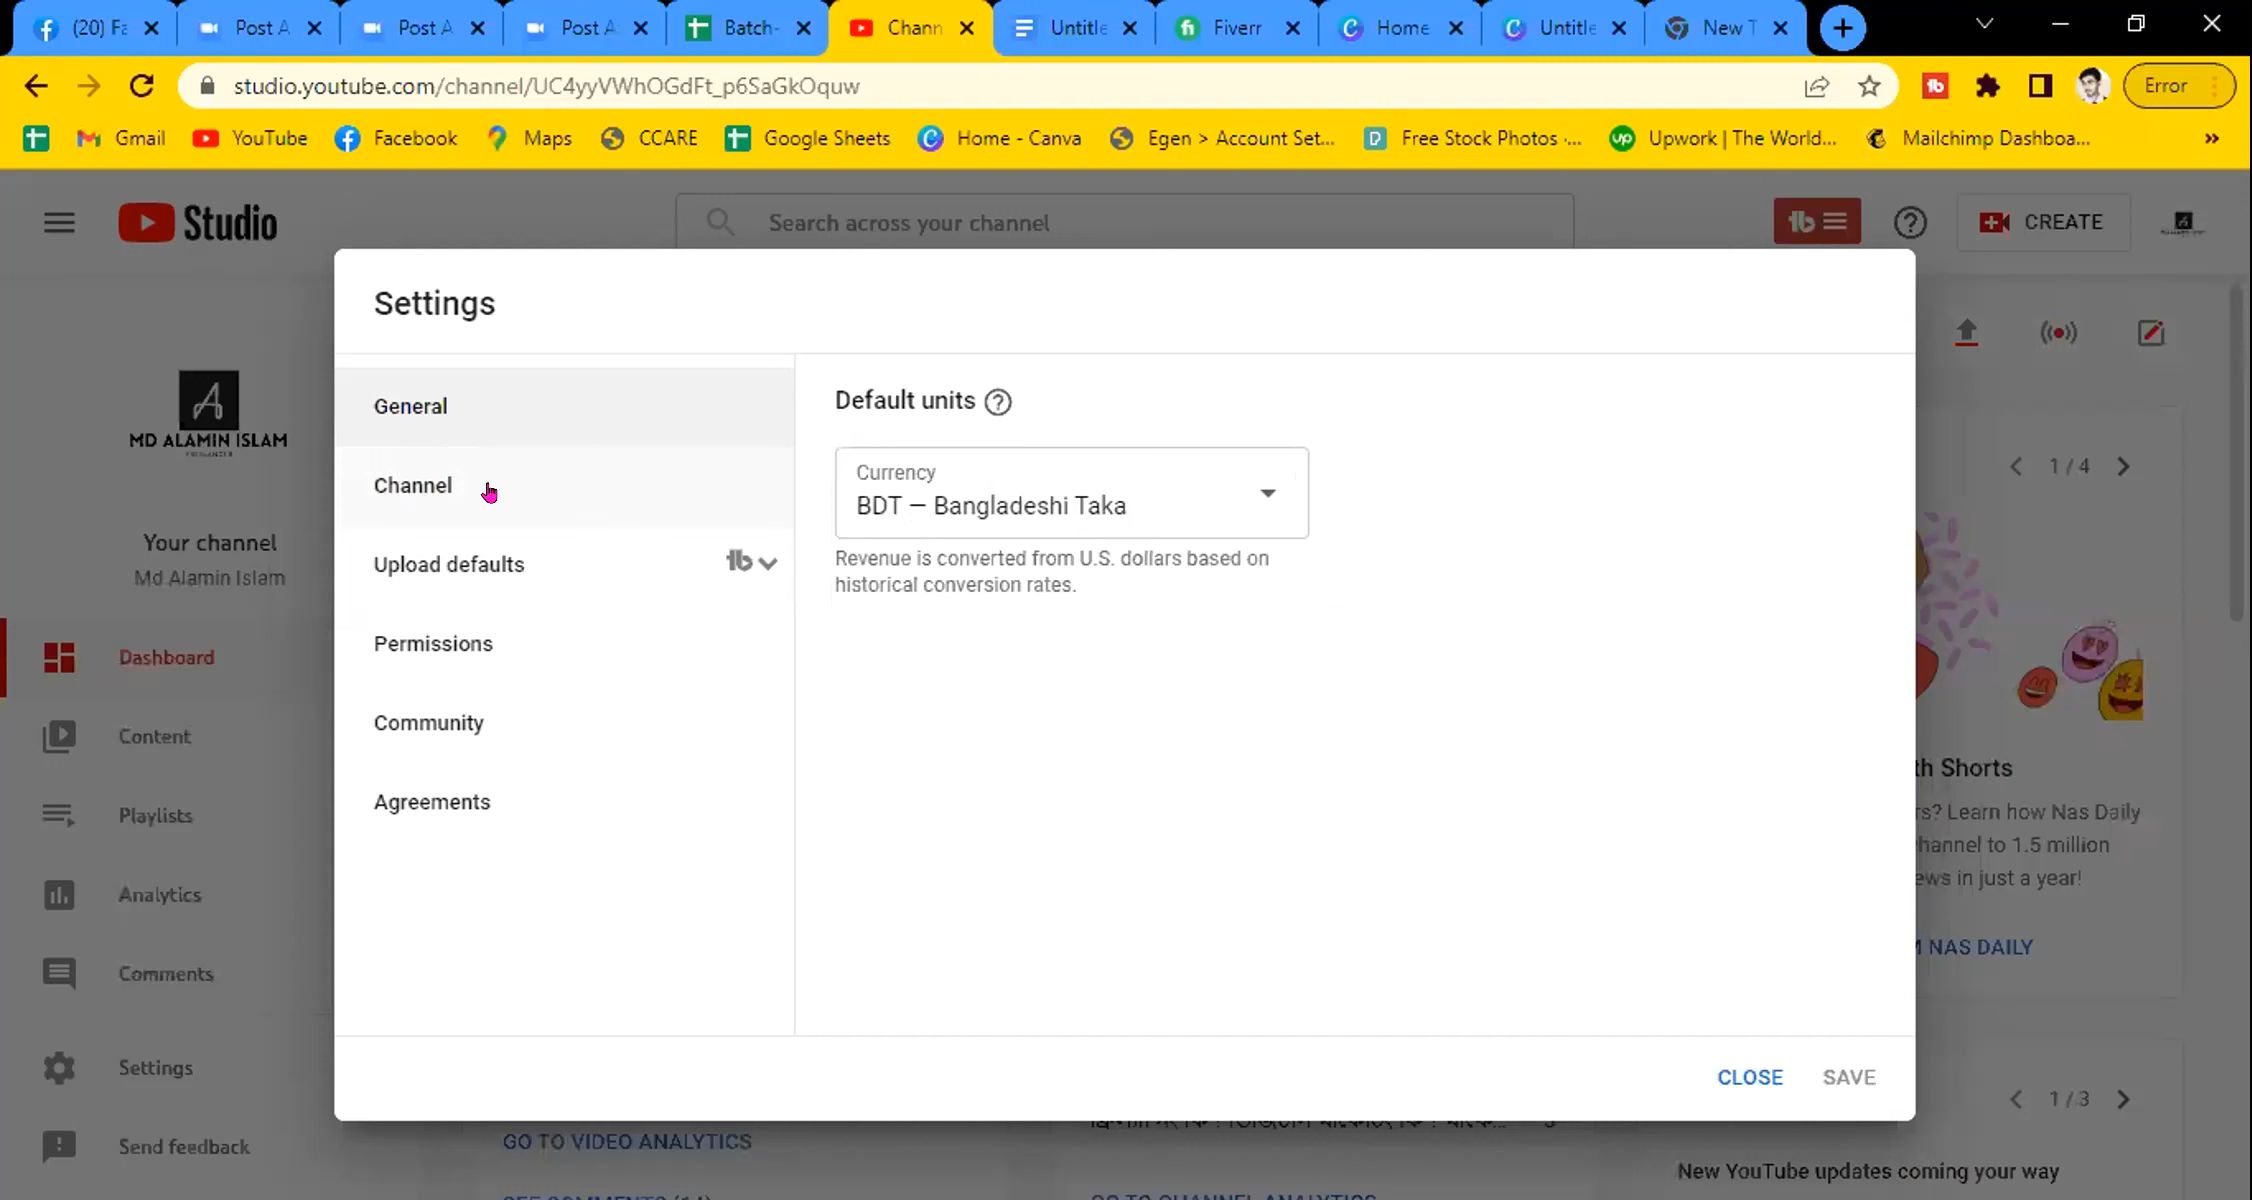 (20) Fa
Post A
Post A
Post A
Batch-
Chann
Untitle
Fiverr
Home
Untitle
New T
studio.youtube.com/channel/UC4yyVWhOGdFt_p6SaGkOquw
Error
Gmail
YouTube
Facebook
Maps
CCARE
Google Sheets
Home - Canva
Egen > Account Set...
Free Stock Photos ·...
Upwork | The World...
Mailchimp Dashboa...
»
Studio
Search across your channel
CREATE
Settings
General
Channel
Upload defaults
Permissions
Community
Agreements
Default units
Currency
BDT — Bangladeshi Taka
Revenue is converted from U.S. dollars based on
historical conversion rates.
CLOSE
SAVE
MD ALAMIN ISLAM
Your channel
Md Alamin Islam
Dashboard
Content
Playlists
Analytics
Comments
Settings
Send feedback
1 / 4
th Shorts
rs? Learn how Nas Daily
hannel to 1.5 million
ews in just a year!
M NAS DAILY
1 / 3
GO TO VIDEO ANALYTICS
New YouTube updates coming your way